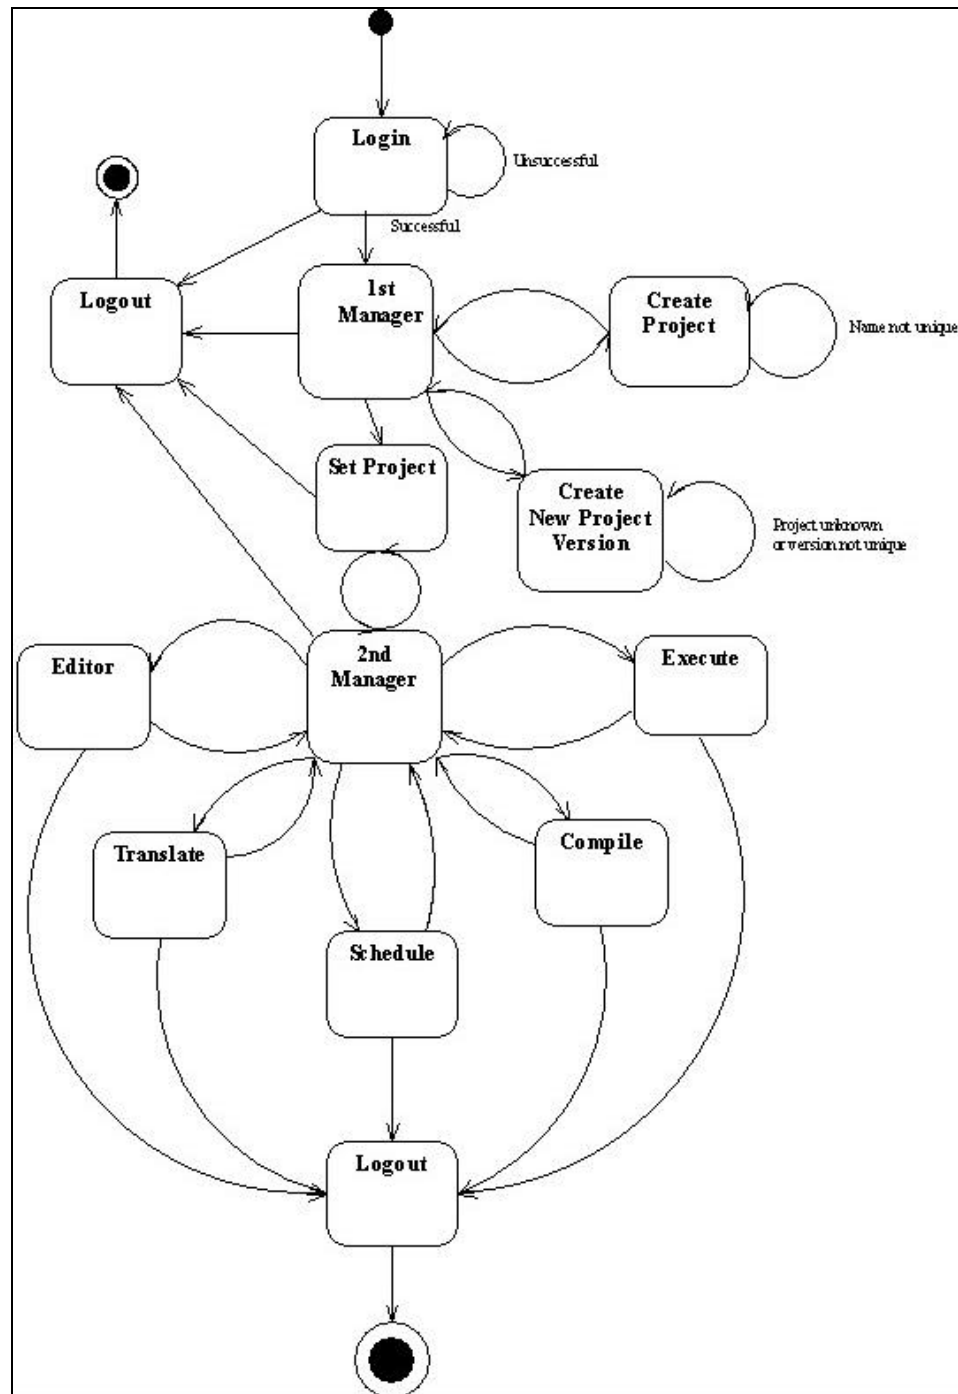 Login
Unsuccessful
Successful
Logout
1st
Manager
Create
Project
Name not unique
Set Project
Create
New Project
Version
Project unknown
or version not unique
Editor
2nd
Manager
Execute
Translate
Compile
Schedule
Logout